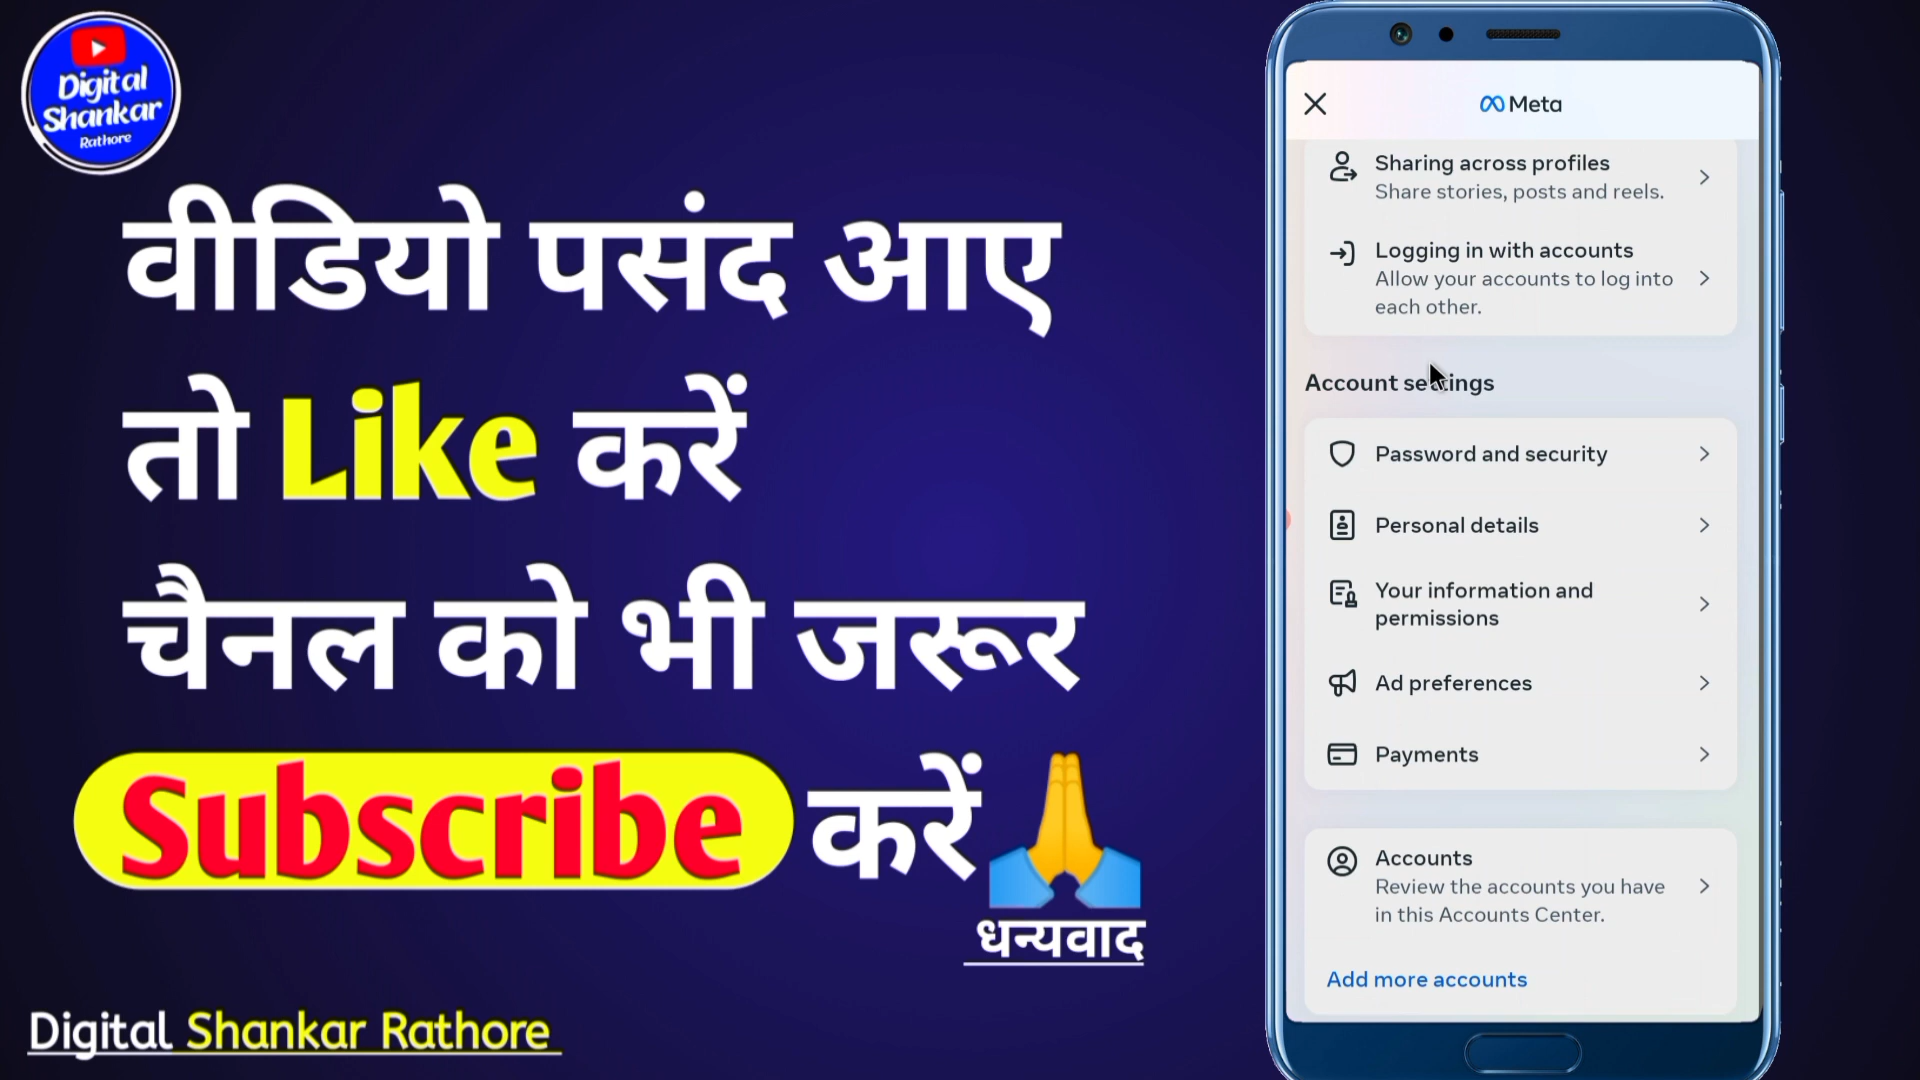 Digital
Shankar
Rathore
वीडियो पसंद आए
तो Like करें
चैनल को भी जरूर
Subscribe करें
धन्यवाद
Digital Shankar Rathore
Meta
Sharing across profiles
Share stories, posts and reels.
Logging in with accounts
Allow your accounts to log into
each other.
Account settings
Password and security
Personal details
Your information and
permissions
Ad preferences
Payments
Accounts
Review the accounts you have
in this Accounts Center.
Add more accounts